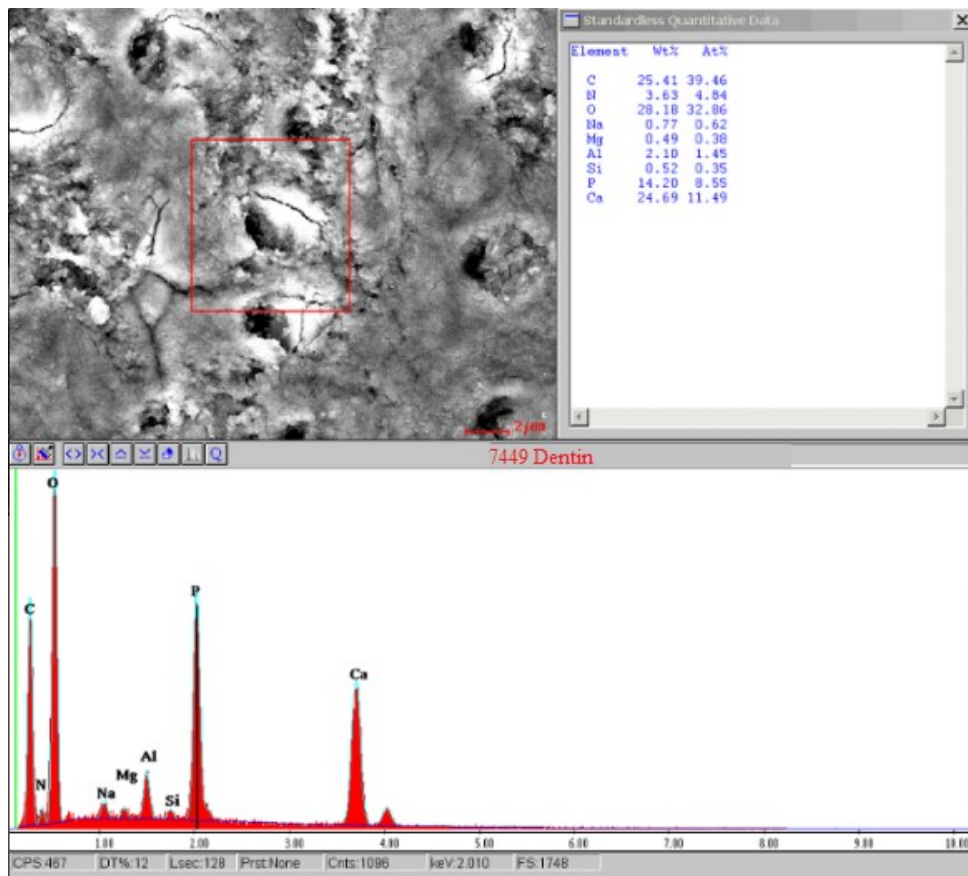 Standardless Quantitative Data
Element Wt% At%
C 25.41 39.46
N 3.63 4.84
O 28.18 32.86
Na 0.77 0.62
Mg 0.49 0.38
Al 2.10 1.45
Si 0.52 0.35
P 14.20 8.55
Ca 24.69 11.49
2 µm
7449 Dentin
O
C
P
Ca
N
Na
Mg
Al
Si
1.00 2.00 3.00 4.00 5.00 6.00 7.00 8.00 9.00 10.00
CPS:467 DT%:12 Lsec:128 Prst:None Cnts:1096 keV:2.010 FS:1748